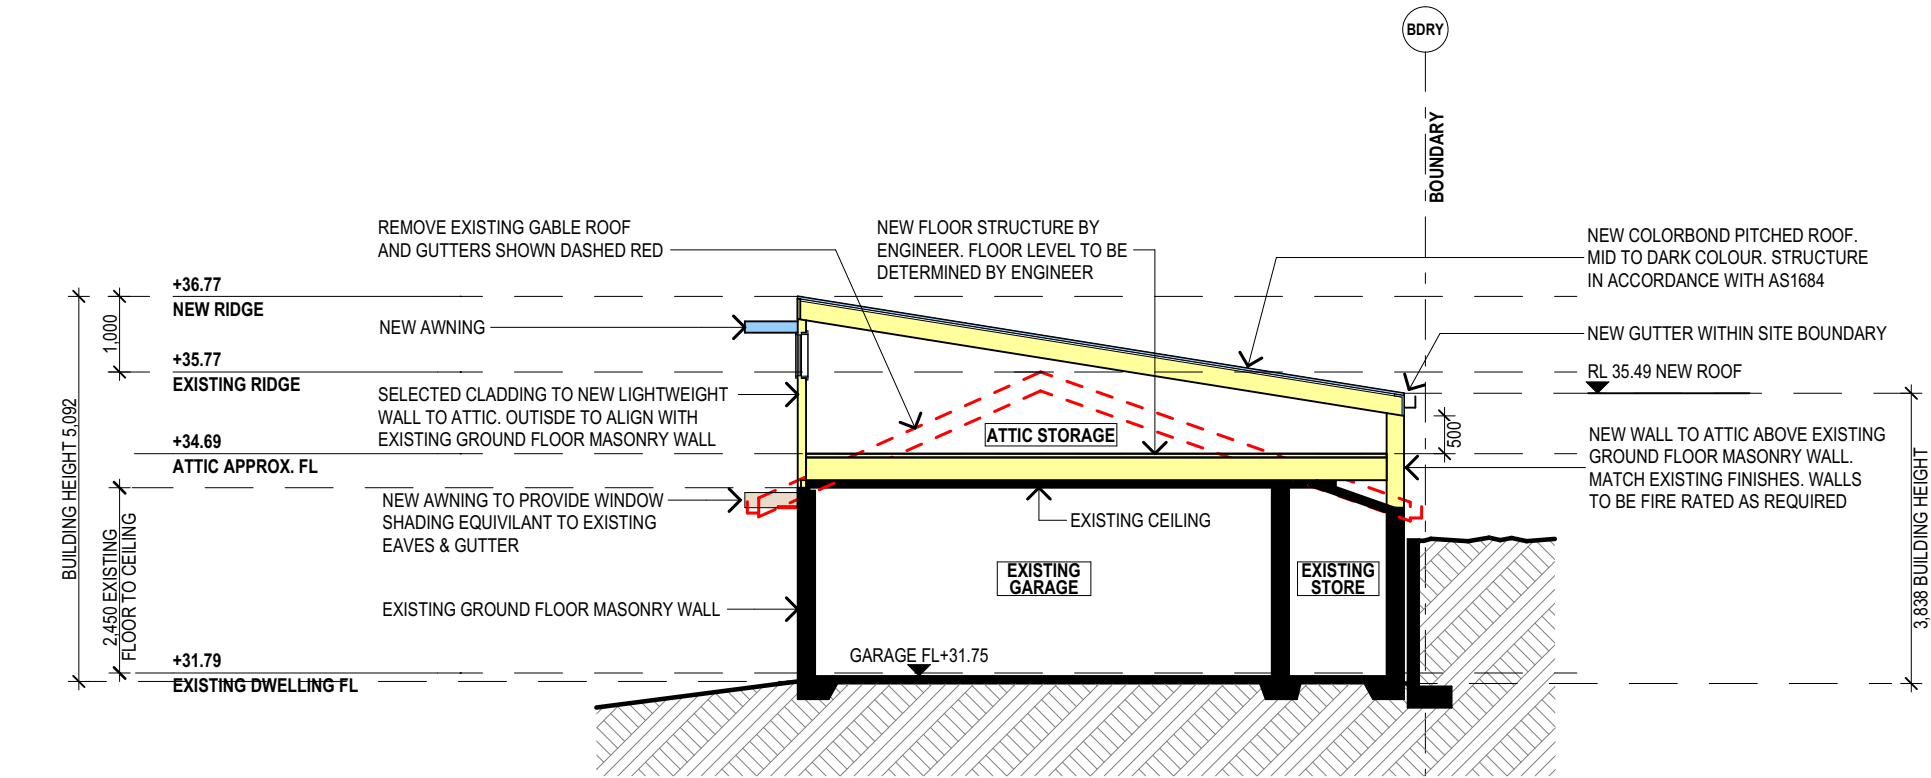 BDRY
BOUNDARY
REMOVE EXISTING GABLE ROOF
AND GUTTERS SHOWN DASHED RED
NEW FLOOR STRUCTURE BY
ENGINEER. FLOOR LEVEL TO BE
DETERMINED BY ENGINEER
NEW COLORBOND PITCHED ROOF.
MID TO DARK COLOUR. STRUCTURE
IN ACCORDANCE WITH AS1684
+36.77
NEW RIDGE
1,000
NEW AWNING
NEW GUTTER WITHIN SITE BOUNDARY
+35.77
EXISTING RIDGE
RL 35.49 NEW ROOF
SELECTED CLADDING TO NEW LIGHTWEIGHT
WALL TO ATTIC. OUTISDE TO ALIGN WITH
EXISTING GROUND FLOOR MASONRY WALL
ATTIC STORAGE
500
NEW WALL TO ATTIC ABOVE EXISTING
GROUND FLOOR MASONRY WALL.
MATCH EXISTING FINISHES. WALLS
TO BE FIRE RATED AS REQUIRED
+34.69
ATTIC APPROX. FL
BUILDING HEIGHT 5,092
NEW AWNING TO PROVIDE WINDOW
SHADING EQUIVILANT TO EXISTING
EAVES & GUTTER
EXISTING CEILING
2,450 EXISTING
FLOOR TO CEILING
EXISTING
GARAGE
EXISTING
STORE
3,838 BUILDING HEIGHT
EXISTING GROUND FLOOR MASONRY WALL
GARAGE FL+31.75
+31.79
EXISTING DWELLING FL